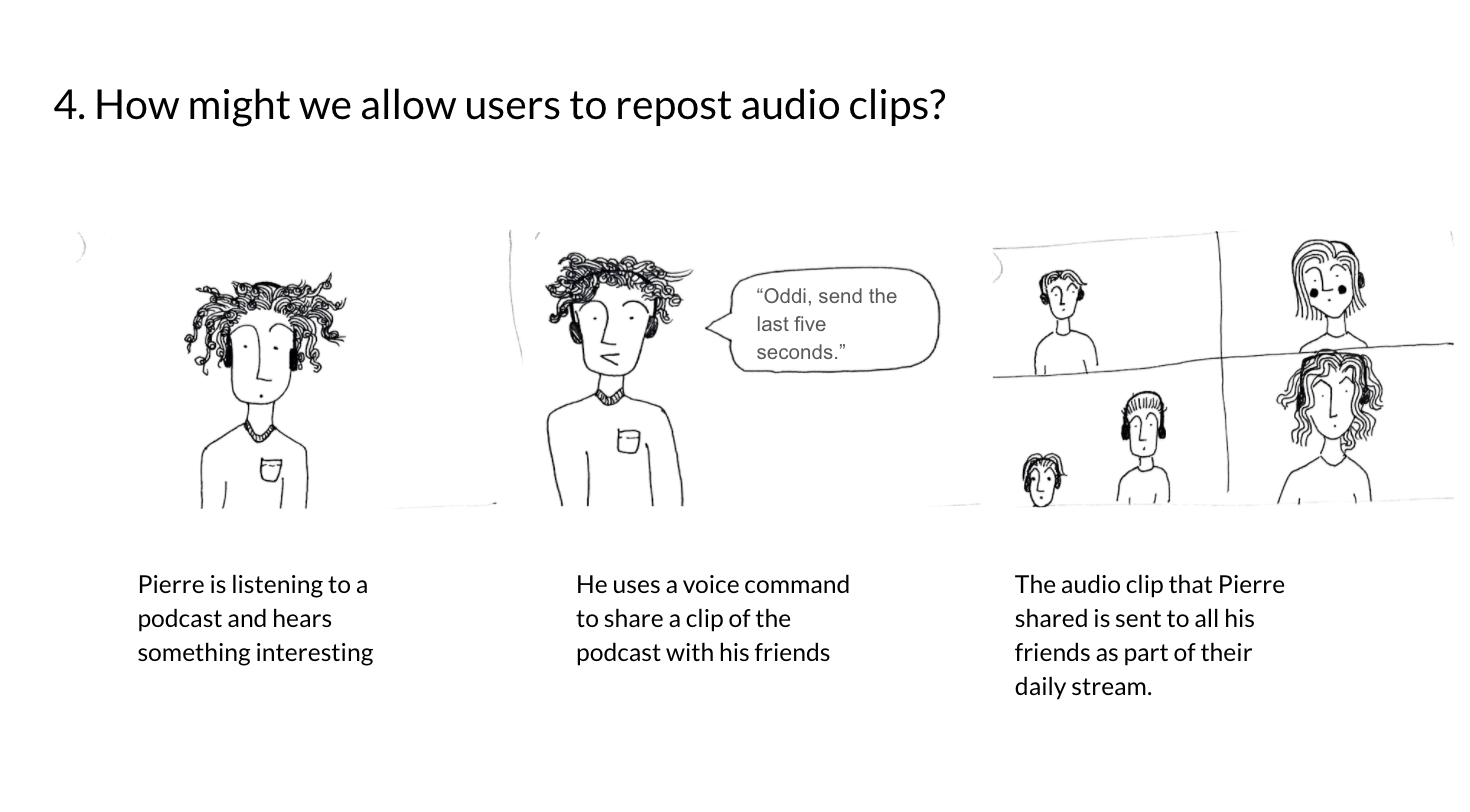 4. How might we allow users to repost audio clips?
“Oddi, send the
last five
seconds.”
Pierre is listening to a
podcast and hears
something interesting
He uses a voice command
to share a clip of the
podcast with his friends
The audio clip that Pierre
shared is sent to all his
friends as part of their
daily stream.